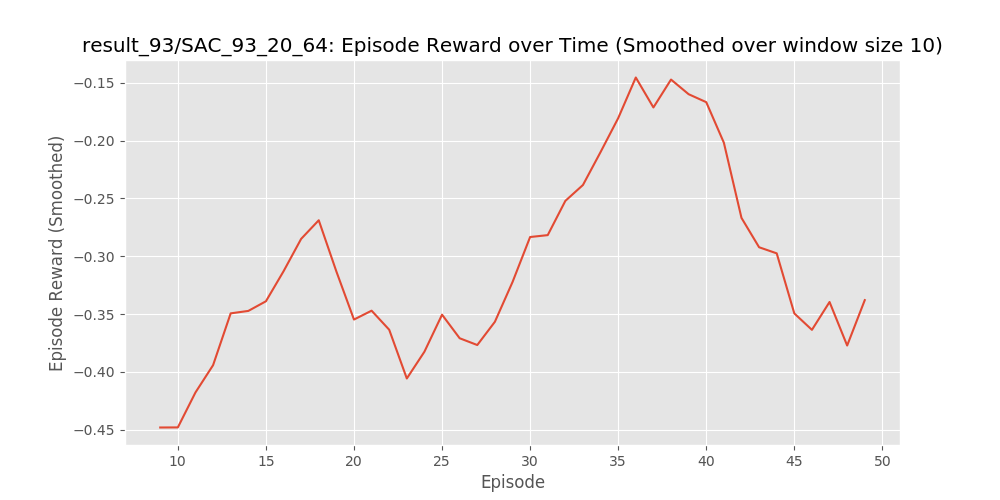 result_93/SAC_93_20_64: Episode Reward over Time (Smoothed over window size 10)
Episode Reward (Smoothed)
−0.15
−0.20
−0.25
−0.30
−0.35
−0.40
−0.45
10 15 20 25 30 35 40 45 50
Episode